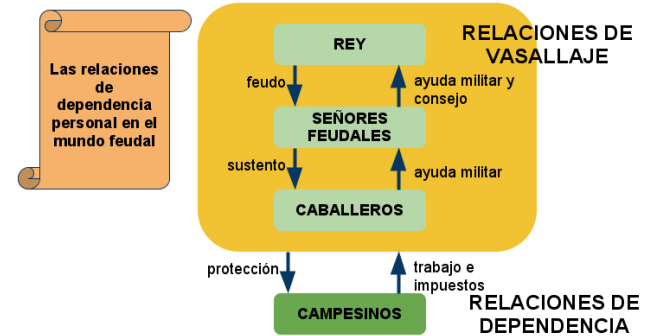 Las relaciones
de
dependencia
personal en el
mundo feudal
RELACIONES DE
VASALLAJE
REY
feudo
ayuda militar y
consejo
SEÑORES
FEUDALES
sustento
ayuda militar
CABALLEROS
protección
trabajo e
impuestos
CAMPESINOS
RELACIONES DE
DEPENDENCIA